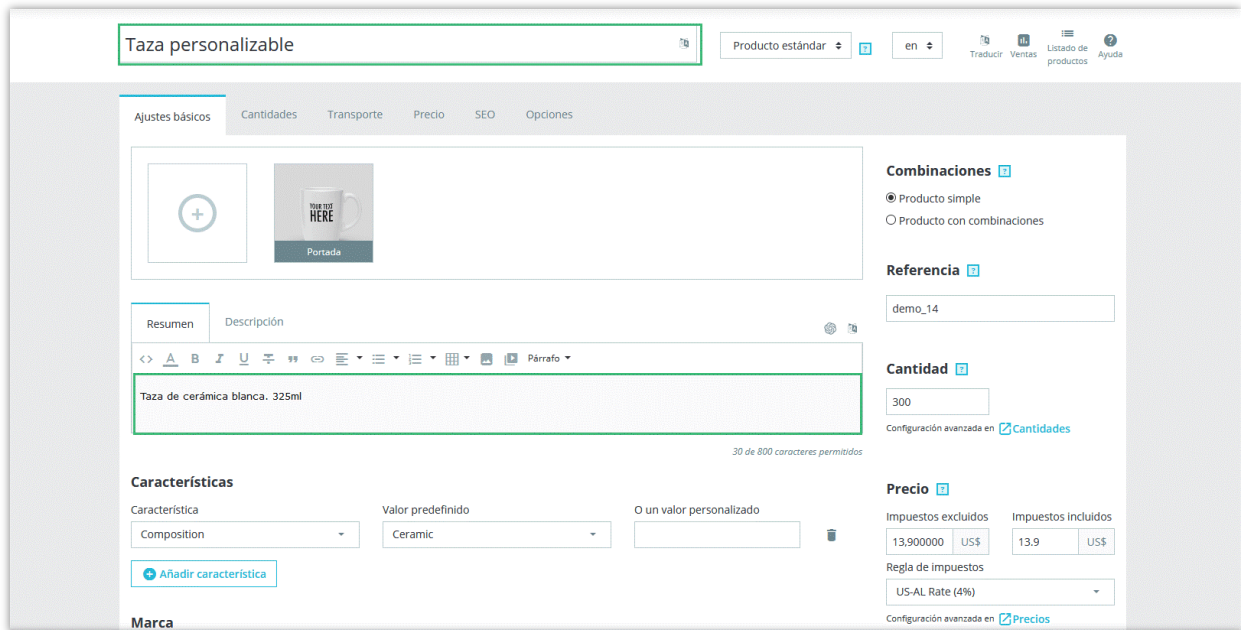 Taza personalizable
Producto estándar
en
Traducir
Ventas
Listado de
productos
Ayuda
Ajustes básicos
Cantidades
Transporte
Precio
SEO
Opciones
YOUR TEXT
HERE
Portada
Combinaciones
Producto simple
Producto con combinaciones
Referencia
demo_14
Resumen
Descripción
Párrafo
Taza de cerámica blanca. 325ml
30 de 800 caracteres permitidos
Cantidad
300
Configuración avanzada en Cantidades
Características
Característica
Valor predefinido
O un valor personalizado
Composition
Ceramic
Añadir característica
Marca
Precio
Impuestos excluidos
Impuestos incluidos
13,900000 US$
13.9 US$
Regla de impuestos
US-AL Rate (4%)
Configuración avanzada en Precios